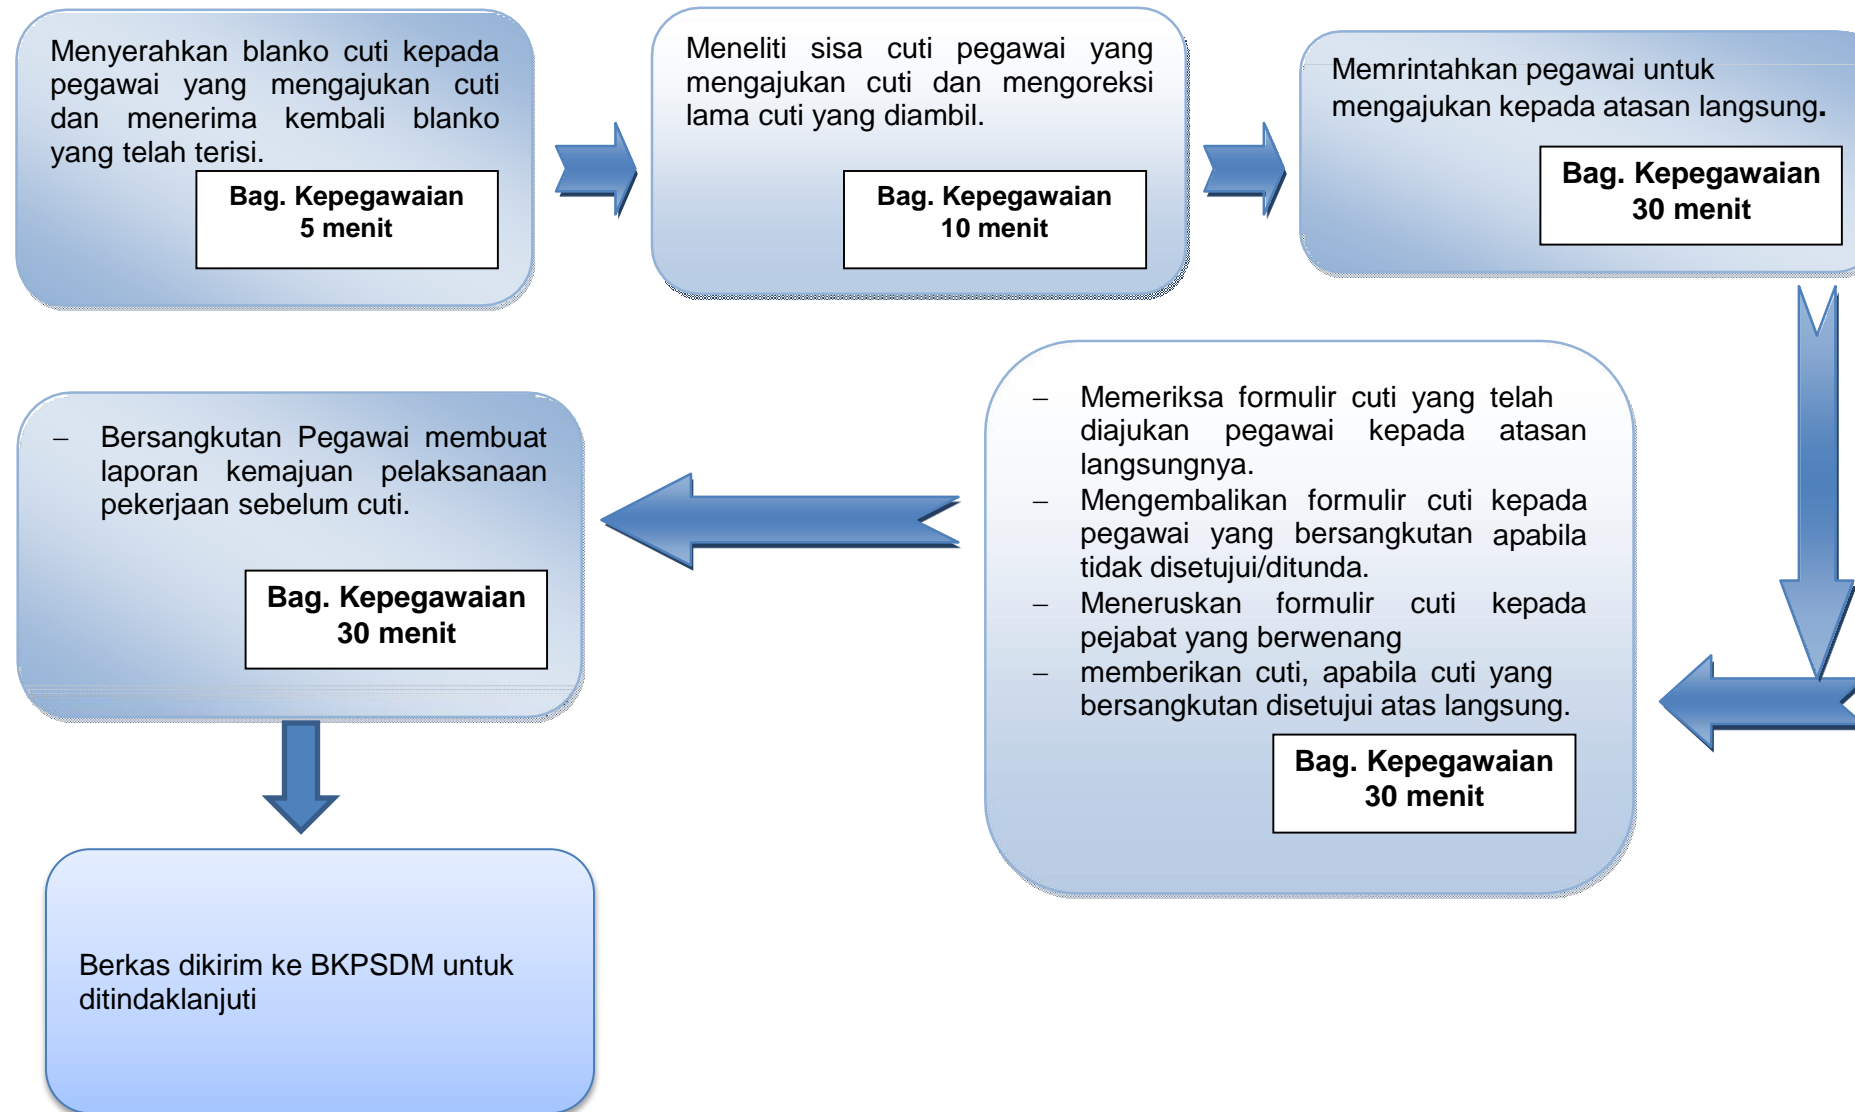 Menyerahkan blanko cuti kepada
pegawai yang mengajukan cuti
dan menerima kembali blanko
yang telah terisi.
Bag. Kepegawaian
5 menit
Meneliti sisa cuti pegawai yang
mengajukan cuti dan mengoreksi
lama cuti yang diambil.
Bag. Kepegawaian
10 menit
Memrintahkan pegawai untuk
mengajukan kepada atasan langsung.
Bag. Kepegawaian
30 menit
– Memeriksa formulir cuti yang telah
diajukan pegawai kepada atasan
langsungnya.
– Mengembalikan formulir cuti kepada
pegawai yang bersangkutan apabila
tidak disetujui/ditunda.
– Meneruskan formulir cuti kepada
pejabat yang berwenang
– memberikan cuti, apabila cuti yang
bersangkutan disetujui atas langsung.
Bag. Kepegawaian
30 menit
– Bersangkutan Pegawai membuat
laporan kemajuan pelaksanaan
pekerjaan sebelum cuti.
Bag. Kepegawaian
30 menit
Berkas dikirim ke BKPSDM untuk
ditindaklanjuti